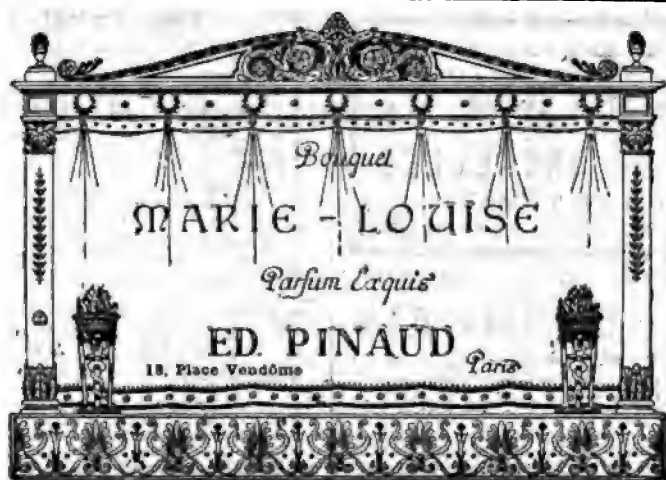 Bouquet
MARIE - LOUISE
Parfum Exquis
ED. PINAUD
18, Place Vendôme Paris